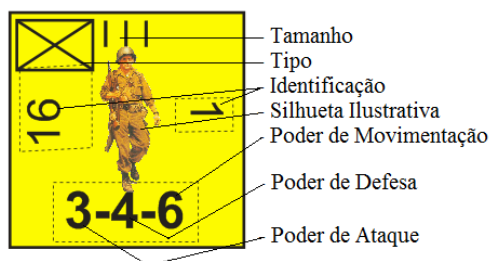 Tamanho
Tipo
Identificação
Silhueta Ilustrativa
Poder de Movimentação
Poder de Defesa
Poder de Ataque
16
1
3-4-6